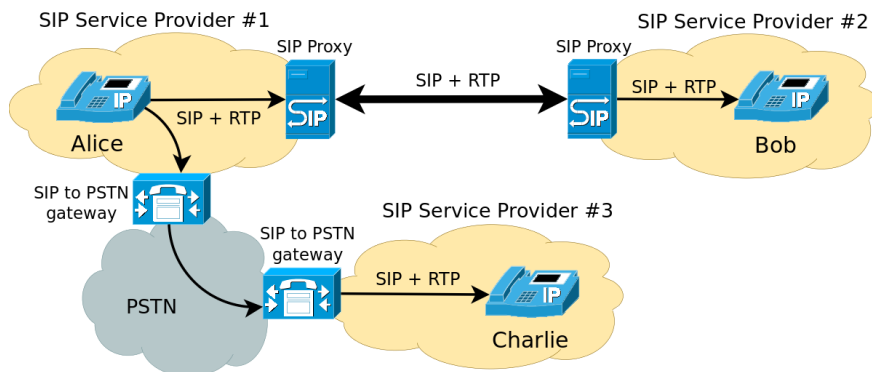 SIP Service Provider #1
SIP Service Provider #2
SIP Proxy
SIP Proxy
SIP + RTP
IP
SIP + RTP
SIP
SIP
SIP + RTP
IP
Alice
Bob
SIP to PSTN
gateway
SIP Service Provider #3
SIP to PSTN
gateway
SIP + RTP
IP
PSTN
Charlie